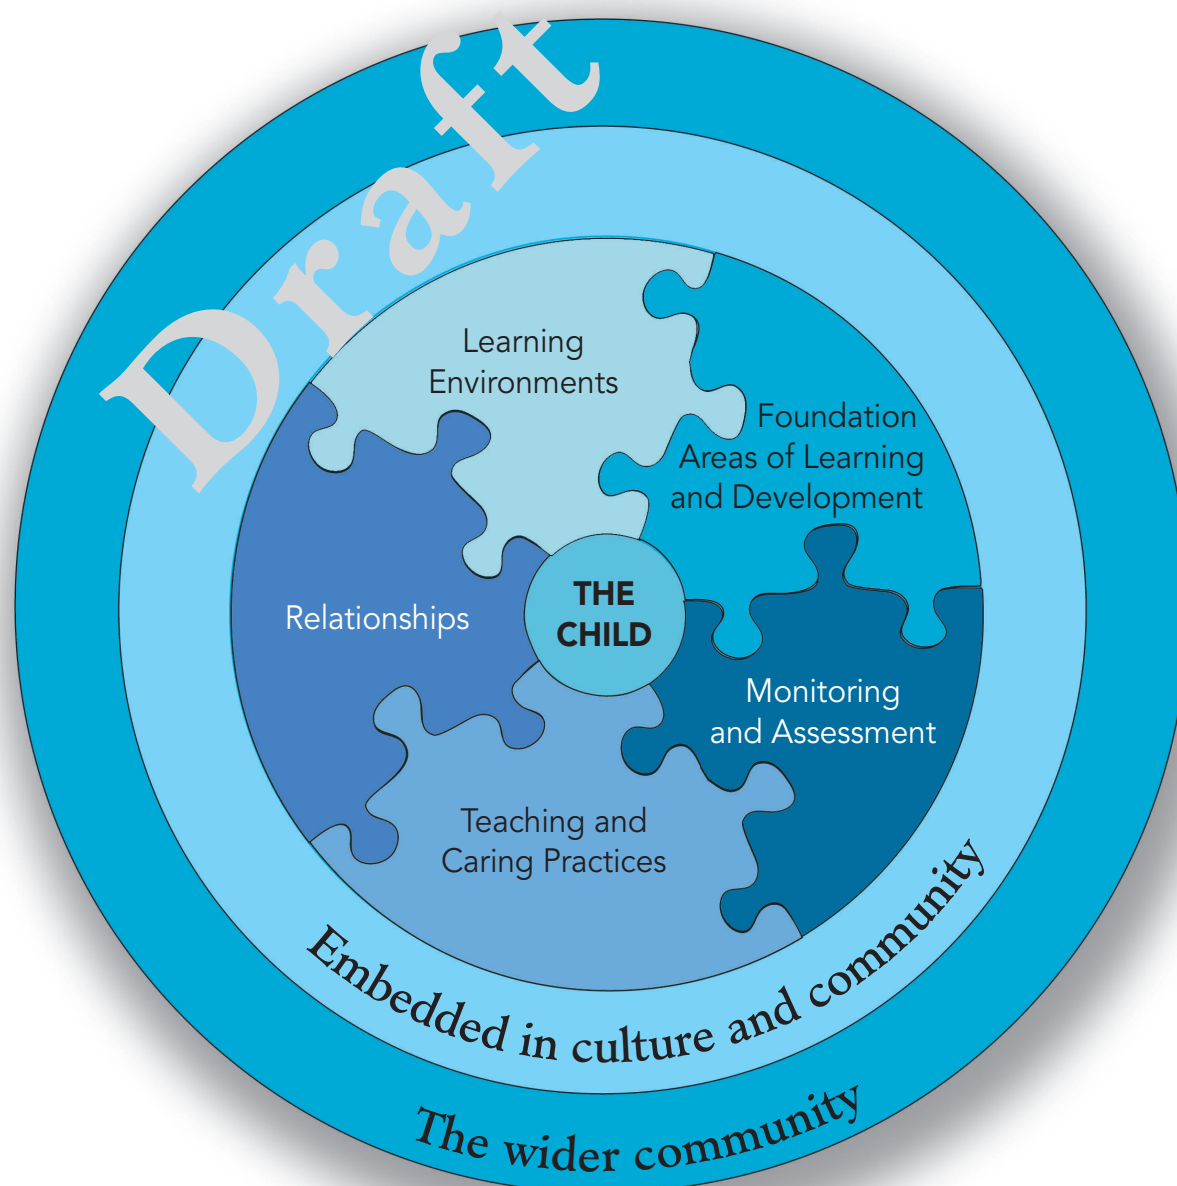 Draft
Learning
Environments
Foundation
Areas of Learning
and Development
THE
CHILD
Relationships
Monitoring
and Assessment
Teaching and
Caring Practices
Embedded in culture and community
The wider community